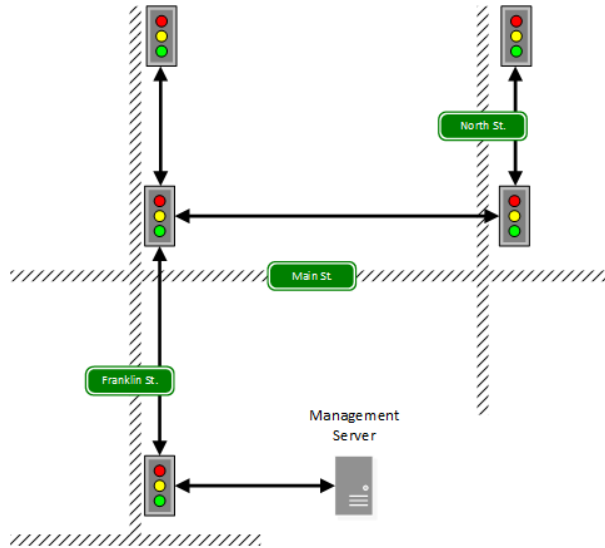 North St.
Main St.
Franklin St.
Management
Server